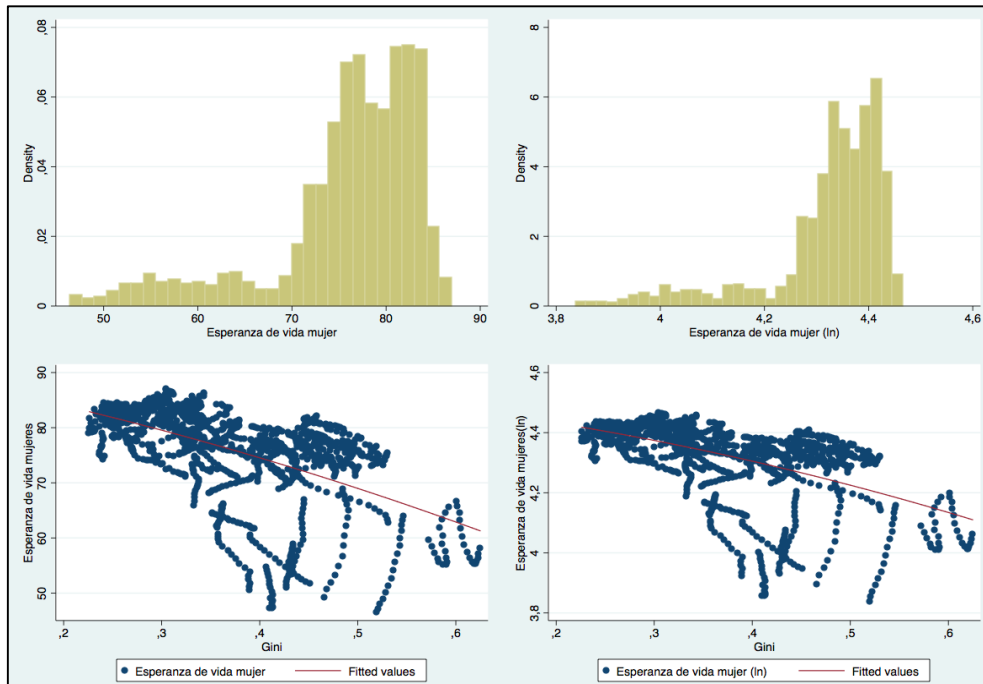 Density
0 ,02 ,04 ,06 ,08
50 60 70 80 90
Esperanza de vida mujer
Density
0 2 4 6 8
3,8 4 4,2 4,4 4,6
Esperanza de vida mujer (ln)
Esperanza de vida mujeres
50 60 70 80 90
,2 ,3 ,4 ,5 ,6
Gini
Esperanza de vida mujer Fitted values
Esperanza de vida mujeres(ln)
3,8 4 4,2 4,4 4,6
,2 ,3 ,4 ,5 ,6
Gini
Esperanza de vida mujer (ln) Fitted values